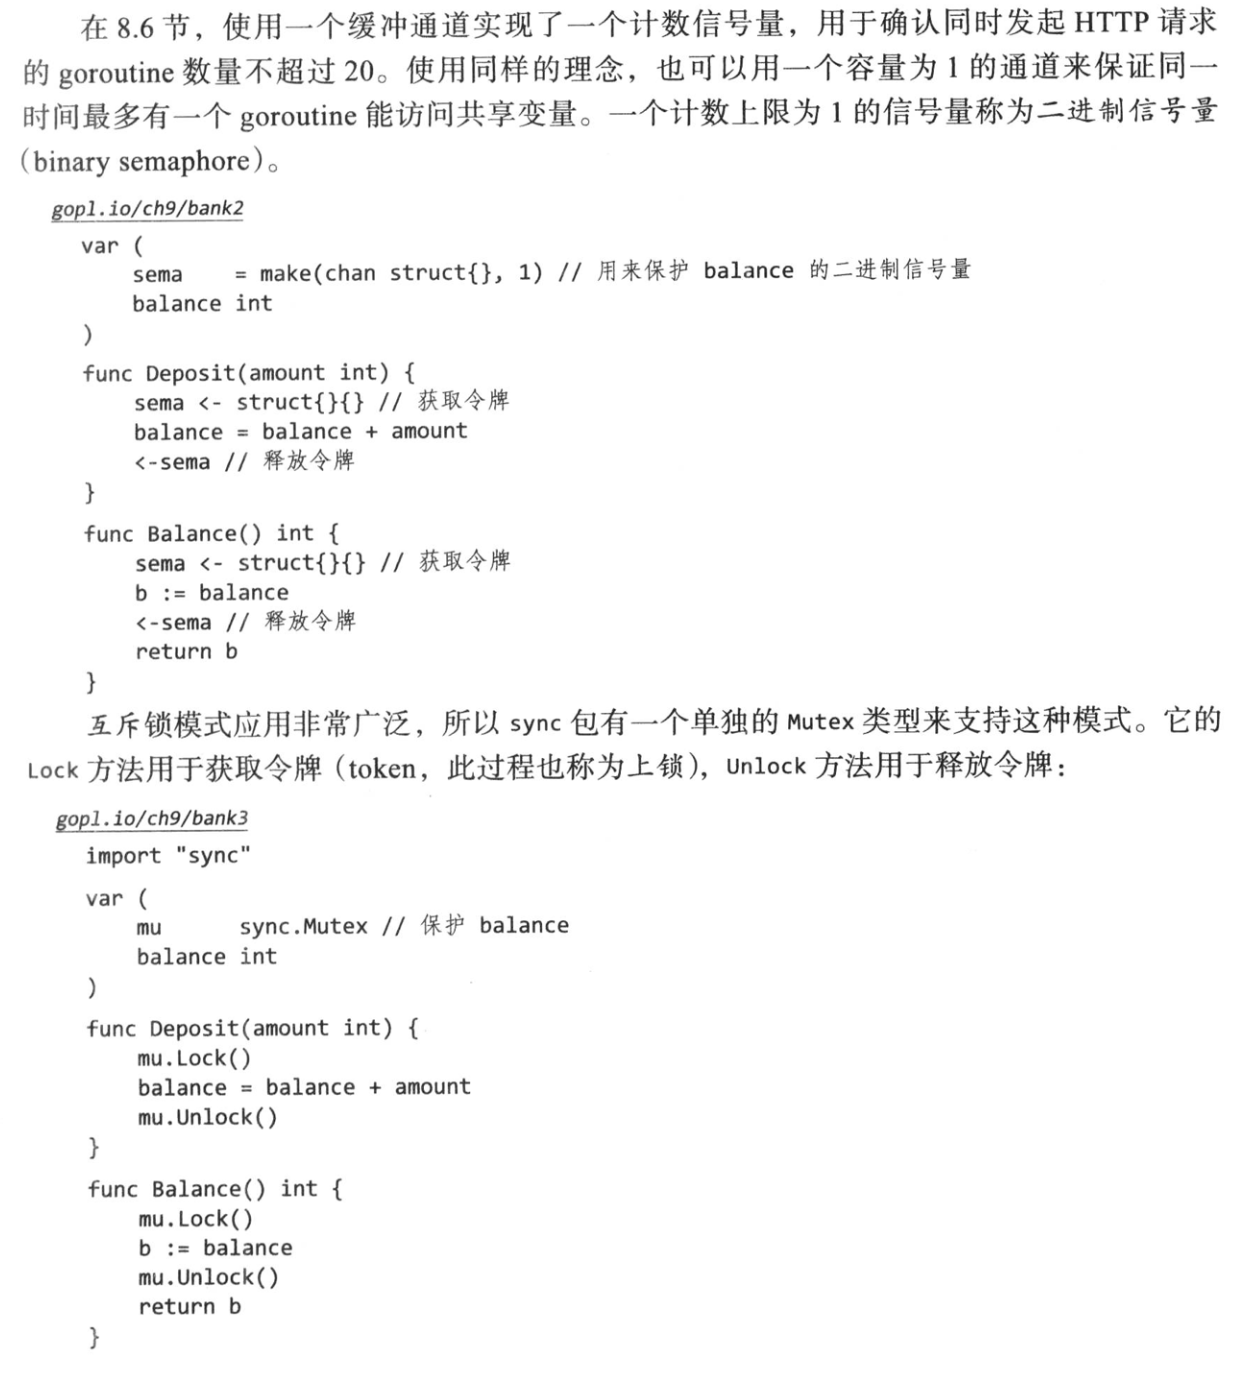 在 8.6 节，使用一个缓冲通道实现了一个计数信号量，用于确认同时发起 HTTP 请求
的 goroutine 数量不超过 20。使用同样的理念，也可以用一个容量为 1 的通道来保证同一
时间最多有一个 goroutine 能访问共享变量。一个计数上限为 1 的信号量称为二进制信号量
（binary semaphore）。
gopl.io/ch9/bank2
var (
    sema    = make(chan struct{}, 1) // 用来保护 balance 的二进制信号量
    balance int
)
func Deposit(amount int) {
    sema <- struct{}{} // 获取令牌
    balance = balance + amount
    <-sema // 释放令牌
}
func Balance() int {
    sema <- struct{}{} // 获取令牌
    b := balance
    <-sema // 释放令牌
    return b
}
互斥锁模式应用非常广泛，所以 sync 包有一个单独的 Mutex 类型来支持这种模式。它的
Lock 方法用于获取令牌（token，此过程也称为上锁），Unlock 方法用于释放令牌：
gopl.io/ch9/bank3
import "sync"
var (
    mu      sync.Mutex // 保护 balance
    balance int
)
func Deposit(amount int) {
    mu.Lock()
    balance = balance + amount
    mu.Unlock()
}
func Balance() int {
    mu.Lock()
    b := balance
    mu.Unlock()
    return b
}